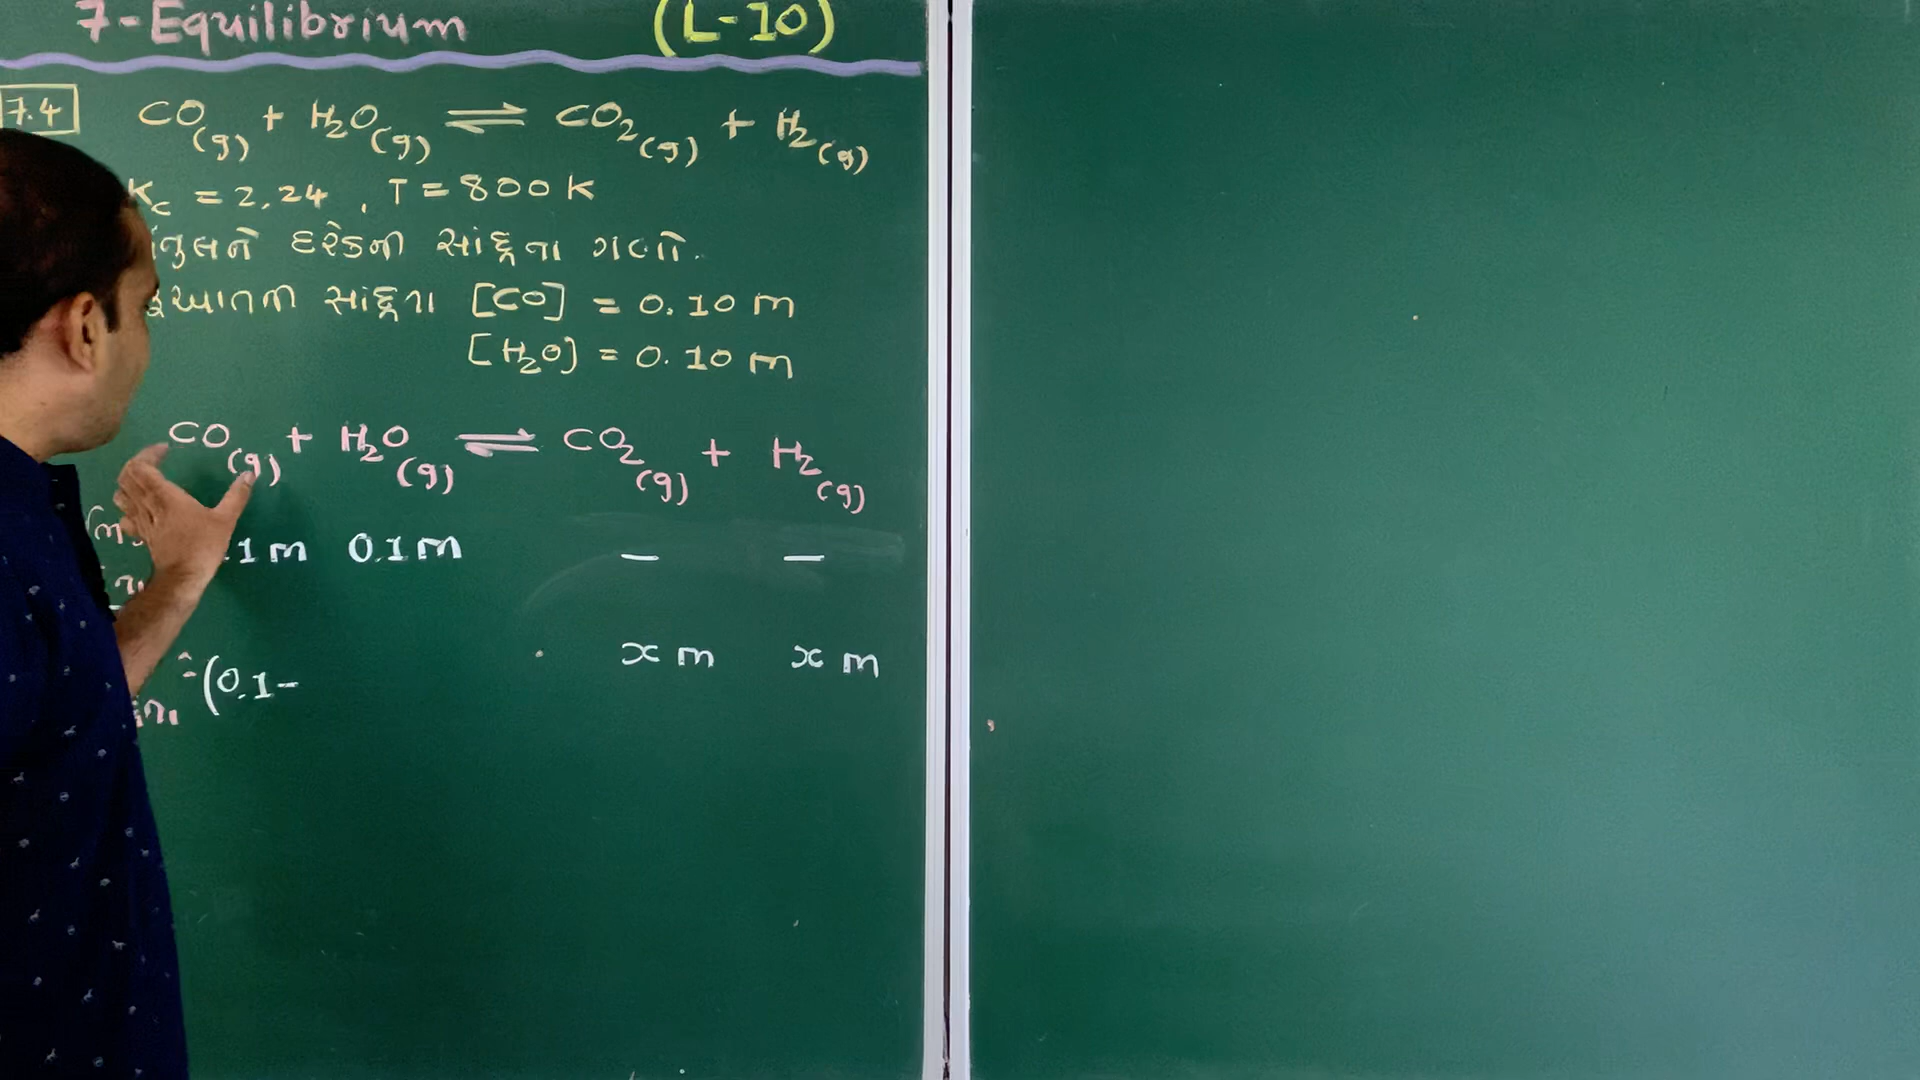 7-Equilibrium (L-10)
7.4 CO(g) + H2O(g) ⇌ CO2(g) + H2(g)
Kc = 2.24, T = 800 K
દરેકની સાંદ્રતા ગણો.
સાંદ્રતા [CO] = 0.10 m
[H2O] = 0.10 m
CO(g) + H2O(g) ⇌ CO2(g) + H2(g)
.1 m 0.1 m — —
x m x m
(0.1-